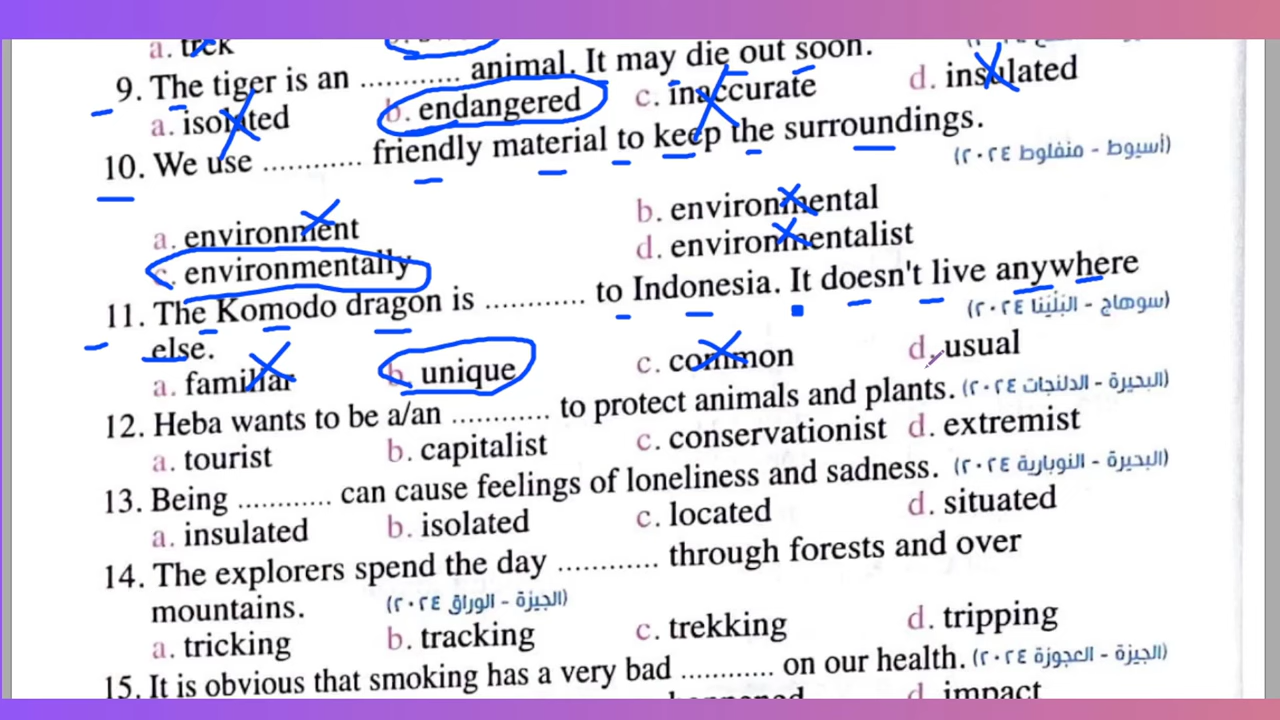 a. trek
9. The tiger is an ............ animal. It may die out soon.
a. isolated b. endangered c. inaccurate d. insulated
10. We use ............ friendly material to keep the surroundings.
(أسيوط - منفلوط ٢٠٢٤)
a. environment b. environmental
c. environmentally d. environmentalist
11. The Komodo dragon is ............ to Indonesia. It doesn't live anywhere
else. (سوهاج - البلينا ٢٠٢٤)
a. familiar b. unique c. common d. usual
12. Heba wants to be a/an ............ to protect animals and plants. (البحيرة - الدلنجات ٢٠٢٤)
a. tourist b. capitalist c. conservationist d. extremist
13. Being ............ can cause feelings of loneliness and sadness. (البحيرة - النوبارية ٢٠٢٤)
a. insulated b. isolated c. located d. situated
14. The explorers spend the day ............ through forests and over
mountains. (الجيزة - الوراق ٢٠٢٤)
a. tricking b. tracking c. trekking d. tripping
15. It is obvious that smoking has a very bad ............ on our health. (الجيزة - العجوزة ٢٠٢٤)
d. impact